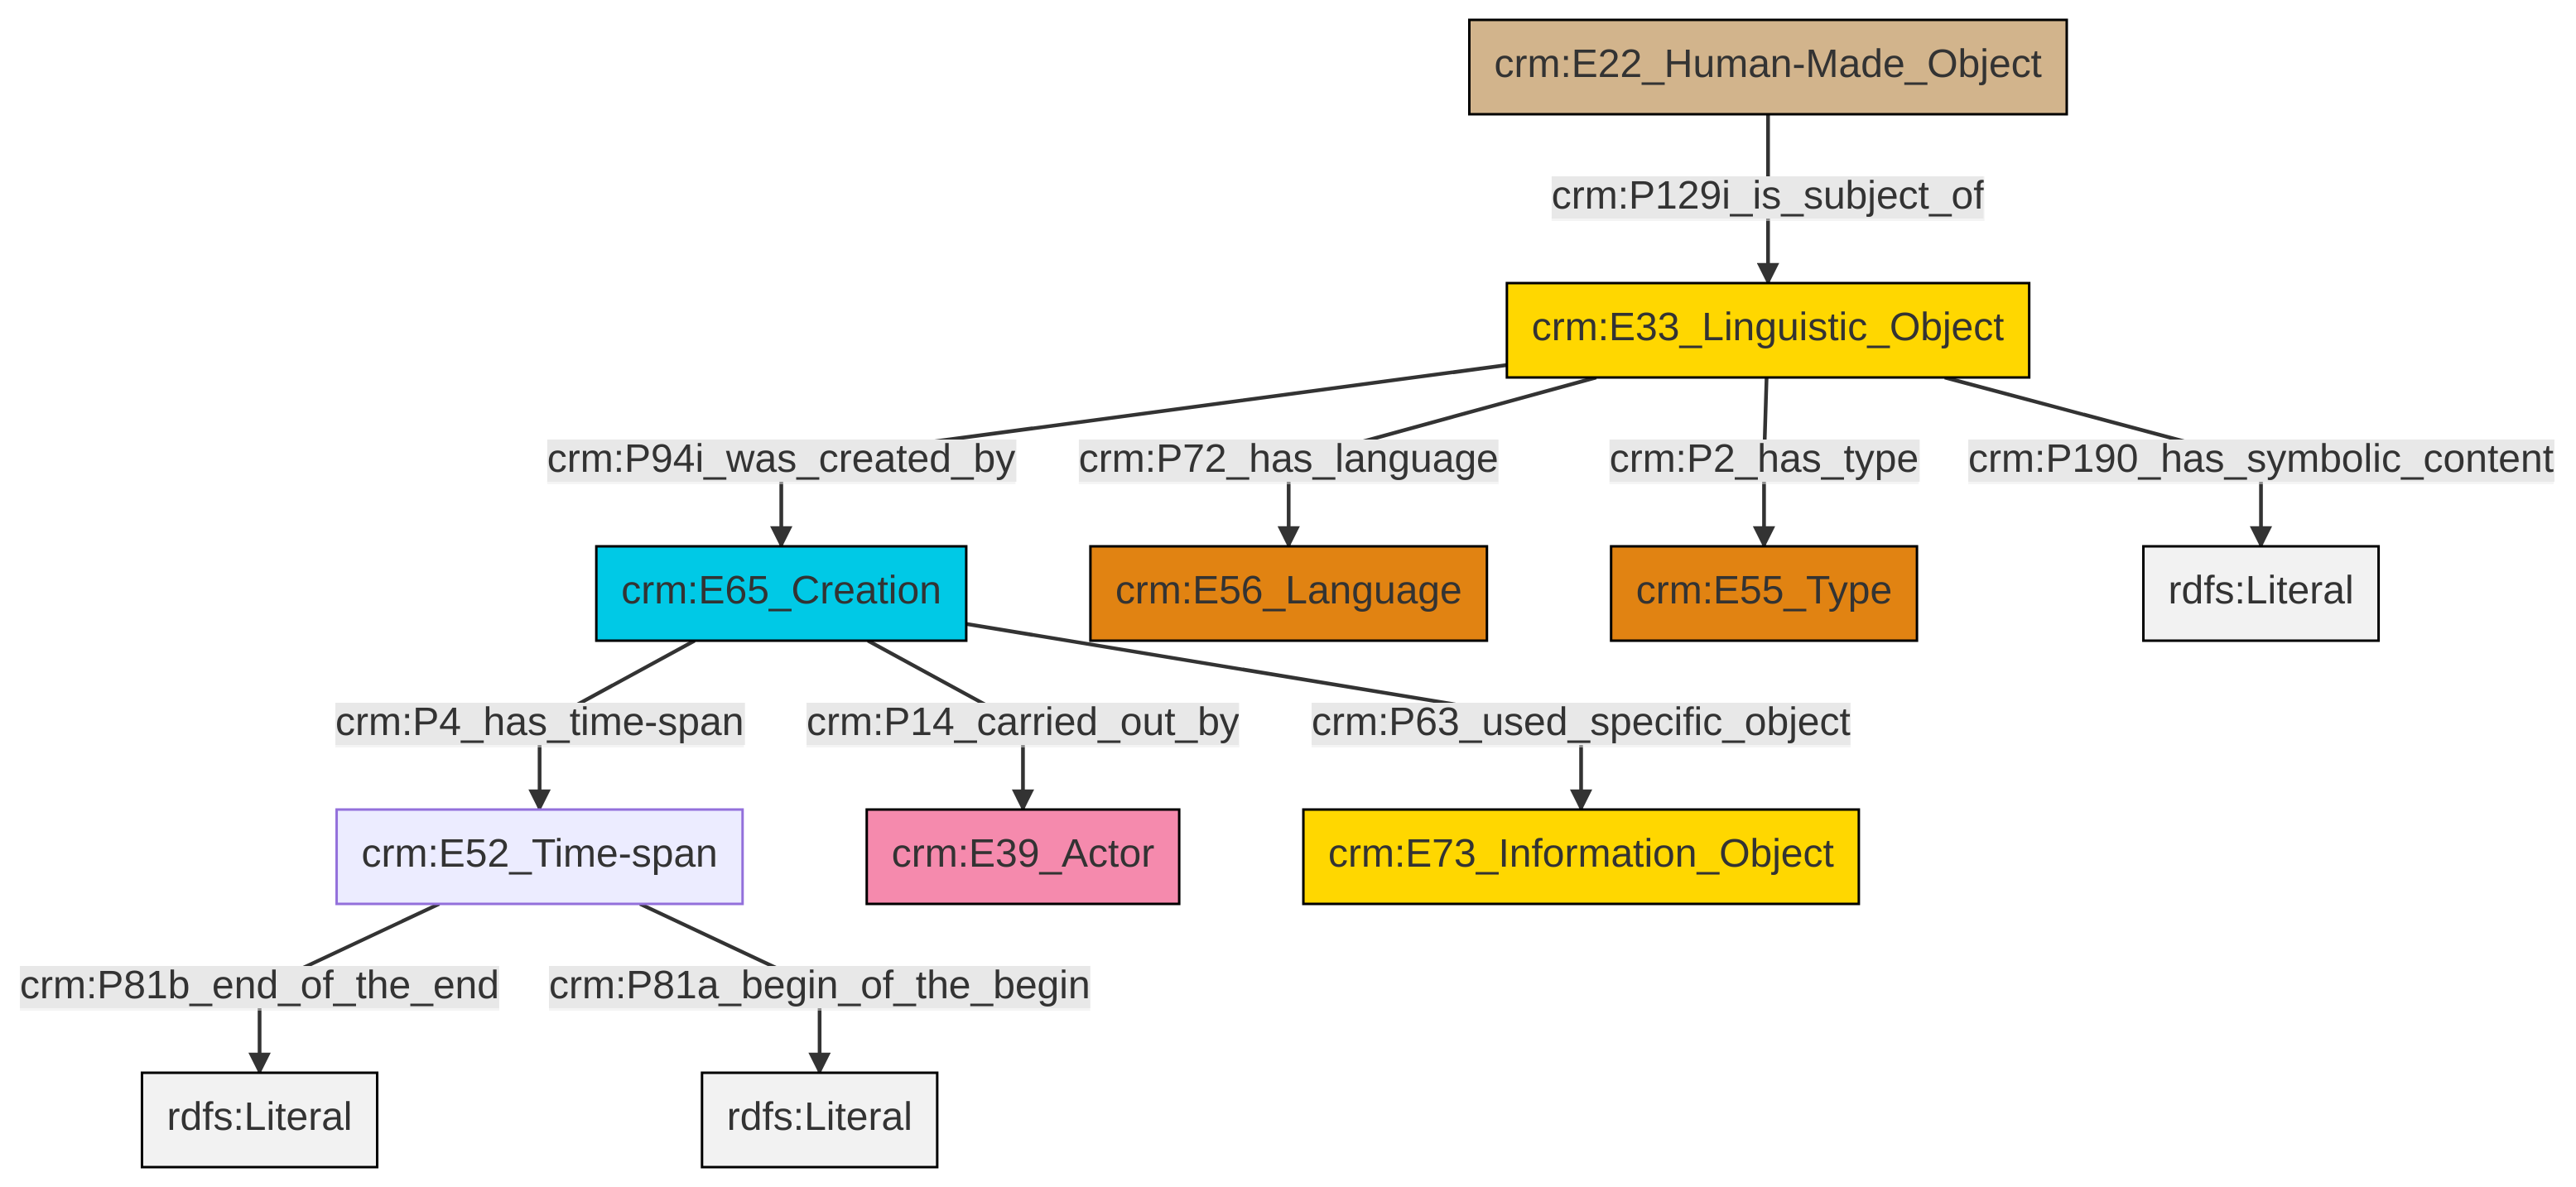 crm:E22_Human-Made_Object
crm:P129i_is_subject_of
crm:E33_Linguistic_Object
crm:P94i_was_created_by
crm:P72_has_language
crm:P2_has_type
crm:P190_has_symbolic_content
crm:E65_Creation
crm:E56_Language
crm:E55_Type
rdfs:Literal
crm:P4_has_time-span
crm:P14_carried_out_by
crm:P63_used_specific_object
crm:E52_Time-span
crm:E39_Actor
crm:E73_Information_Object
crm:P81b_end_of_the_end
crm:P81a_begin_of_the_begin
rdfs:Literal
rdfs:Literal